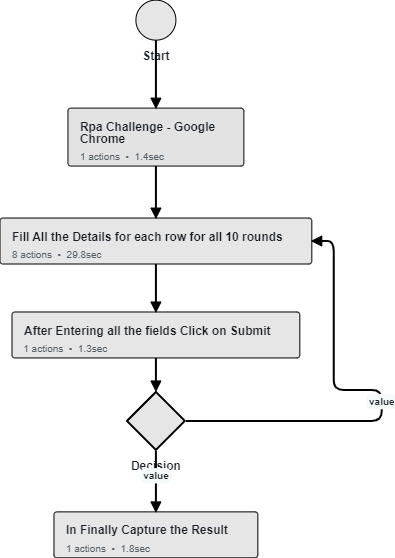 Start
Rpa Challenge - Google
Chrome
1 actions • 1.4sec
Fill All the Details for each row for all 10 rounds
8 actions • 29.8sec
After Entering all the fields Click on Submit
1 actions • 1.3sec
value
Decision
value
In Finally Capture the Result
1 actions • 1.8sec